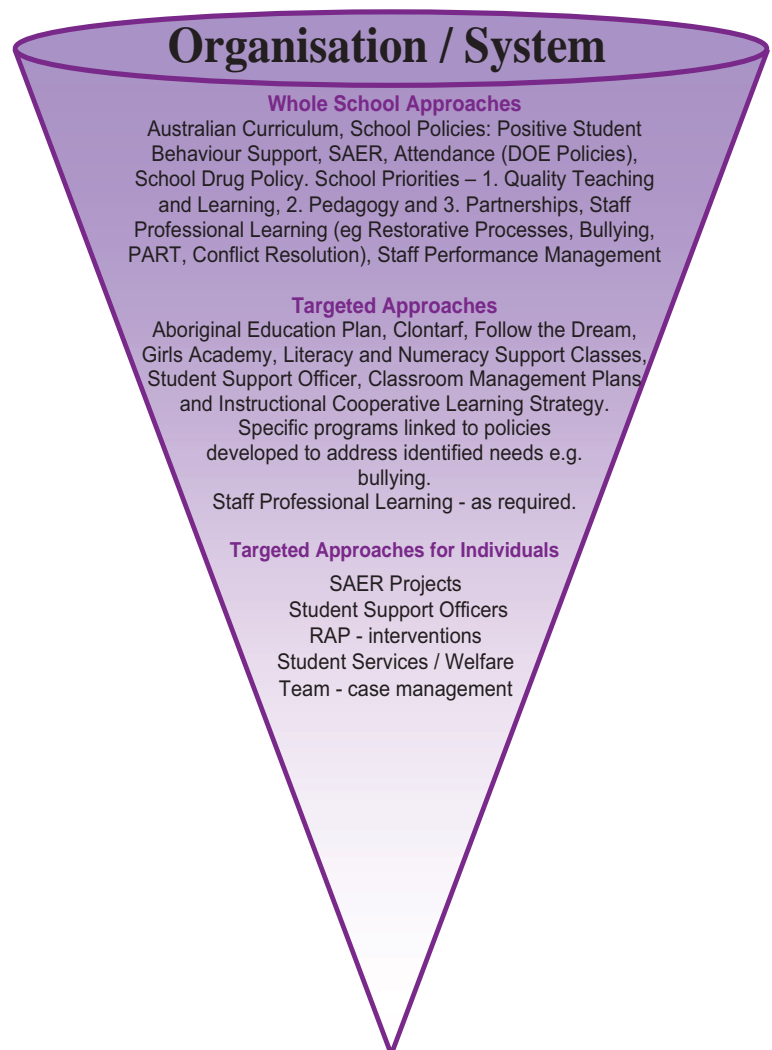 Organisation / System
Whole School Approaches
Australian Curriculum, School Policies: Positive Student
Behaviour Support, SAER, Attendance (DOE Policies),
School Drug Policy. School Priorities – 1. Quality Teaching
and Learning, 2. Pedagogy and 3. Partnerships, Staff
Professional Learning (eg Restorative Processes, Bullying,
PART, Conflict Resolution), Staff Performance Management
Targeted Approaches
Aboriginal Education Plan, Clontarf, Follow the Dream,
Girls Academy, Literacy and Numeracy Support Classes,
Student Support Officer, Classroom Management Plans
and Instructional Cooperative Learning Strategy.
Specific programs linked to policies
developed to address identified needs e.g.
bullying.
Staff Professional Learning - as required.
Targeted Approaches for Individuals
SAER Projects
Student Support Officers
RAP - interventions
Student Services / Welfare
Team - case management